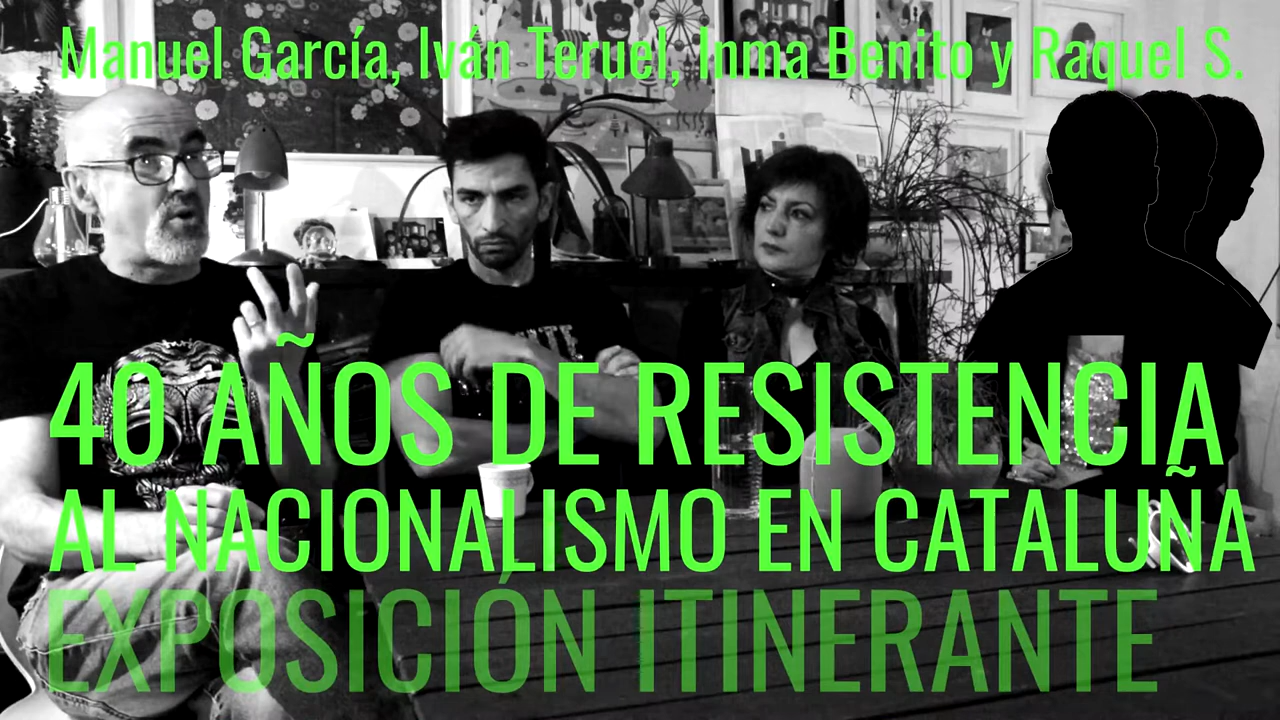 Manuel García, Iván Teruel, Inma Benito y Raquel S.
40 AÑOS DE RESISTENCIA
AL NACIONALISMO EN CATALUÑA
EXPOSICIÓN ITINERANTE